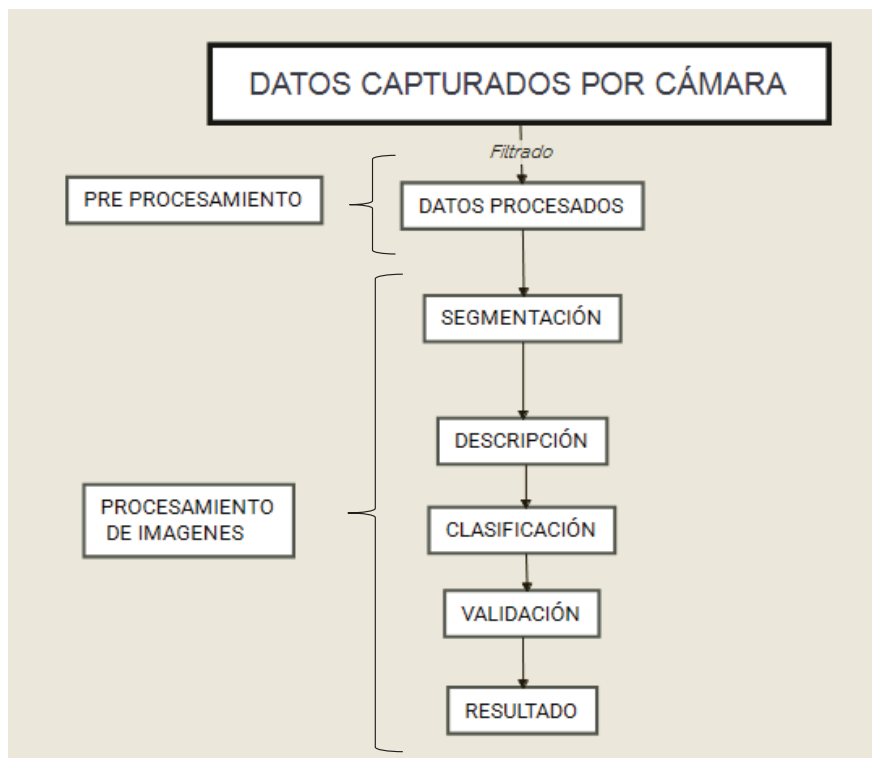 DATOS CAPTURADOS POR CÁMARA
Filtrado
PRE PROCESAMIENTO
DATOS PROCESADOS
SEGMENTACIÓN
DESCRIPCIÓN
PROCESAMIENTO
DE IMAGENES
CLASIFICACIÓN
VALIDACIÓN
RESULTADO